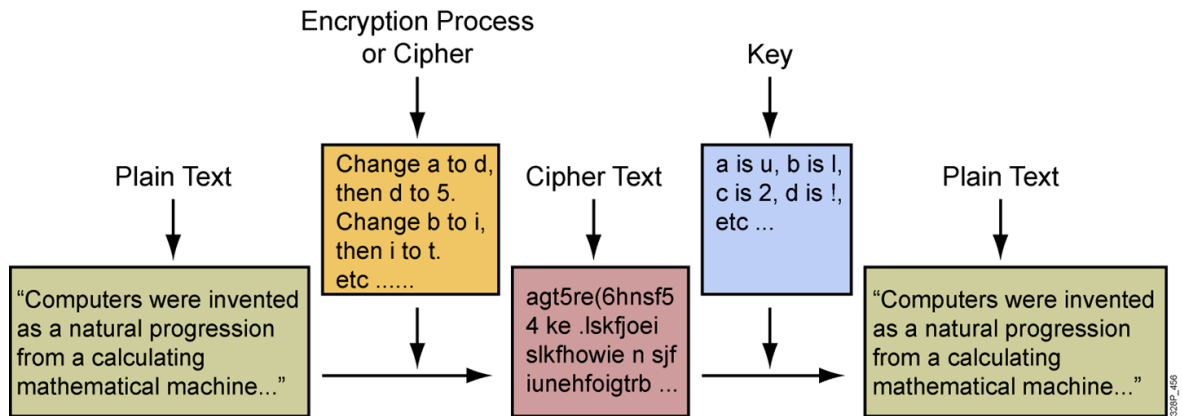 Encryption Process
or Cipher
Key
Plain Text
Change a to d,
then d to 5.
Change b to i,
then i to t.
etc ......
Cipher Text
a is u, b is l,
c is 2, d is !,
etc ...
Plain Text
“Computers were invented
as a natural progression
from a calculating
mathematical machine...”
agt5re(6hnsf5
4 ke .lskfjoei
slkfhowie n sjf
iunehfoigtrb ...
“Computers were invented
as a natural progression
from a calculating
mathematical machine...”
328P_456